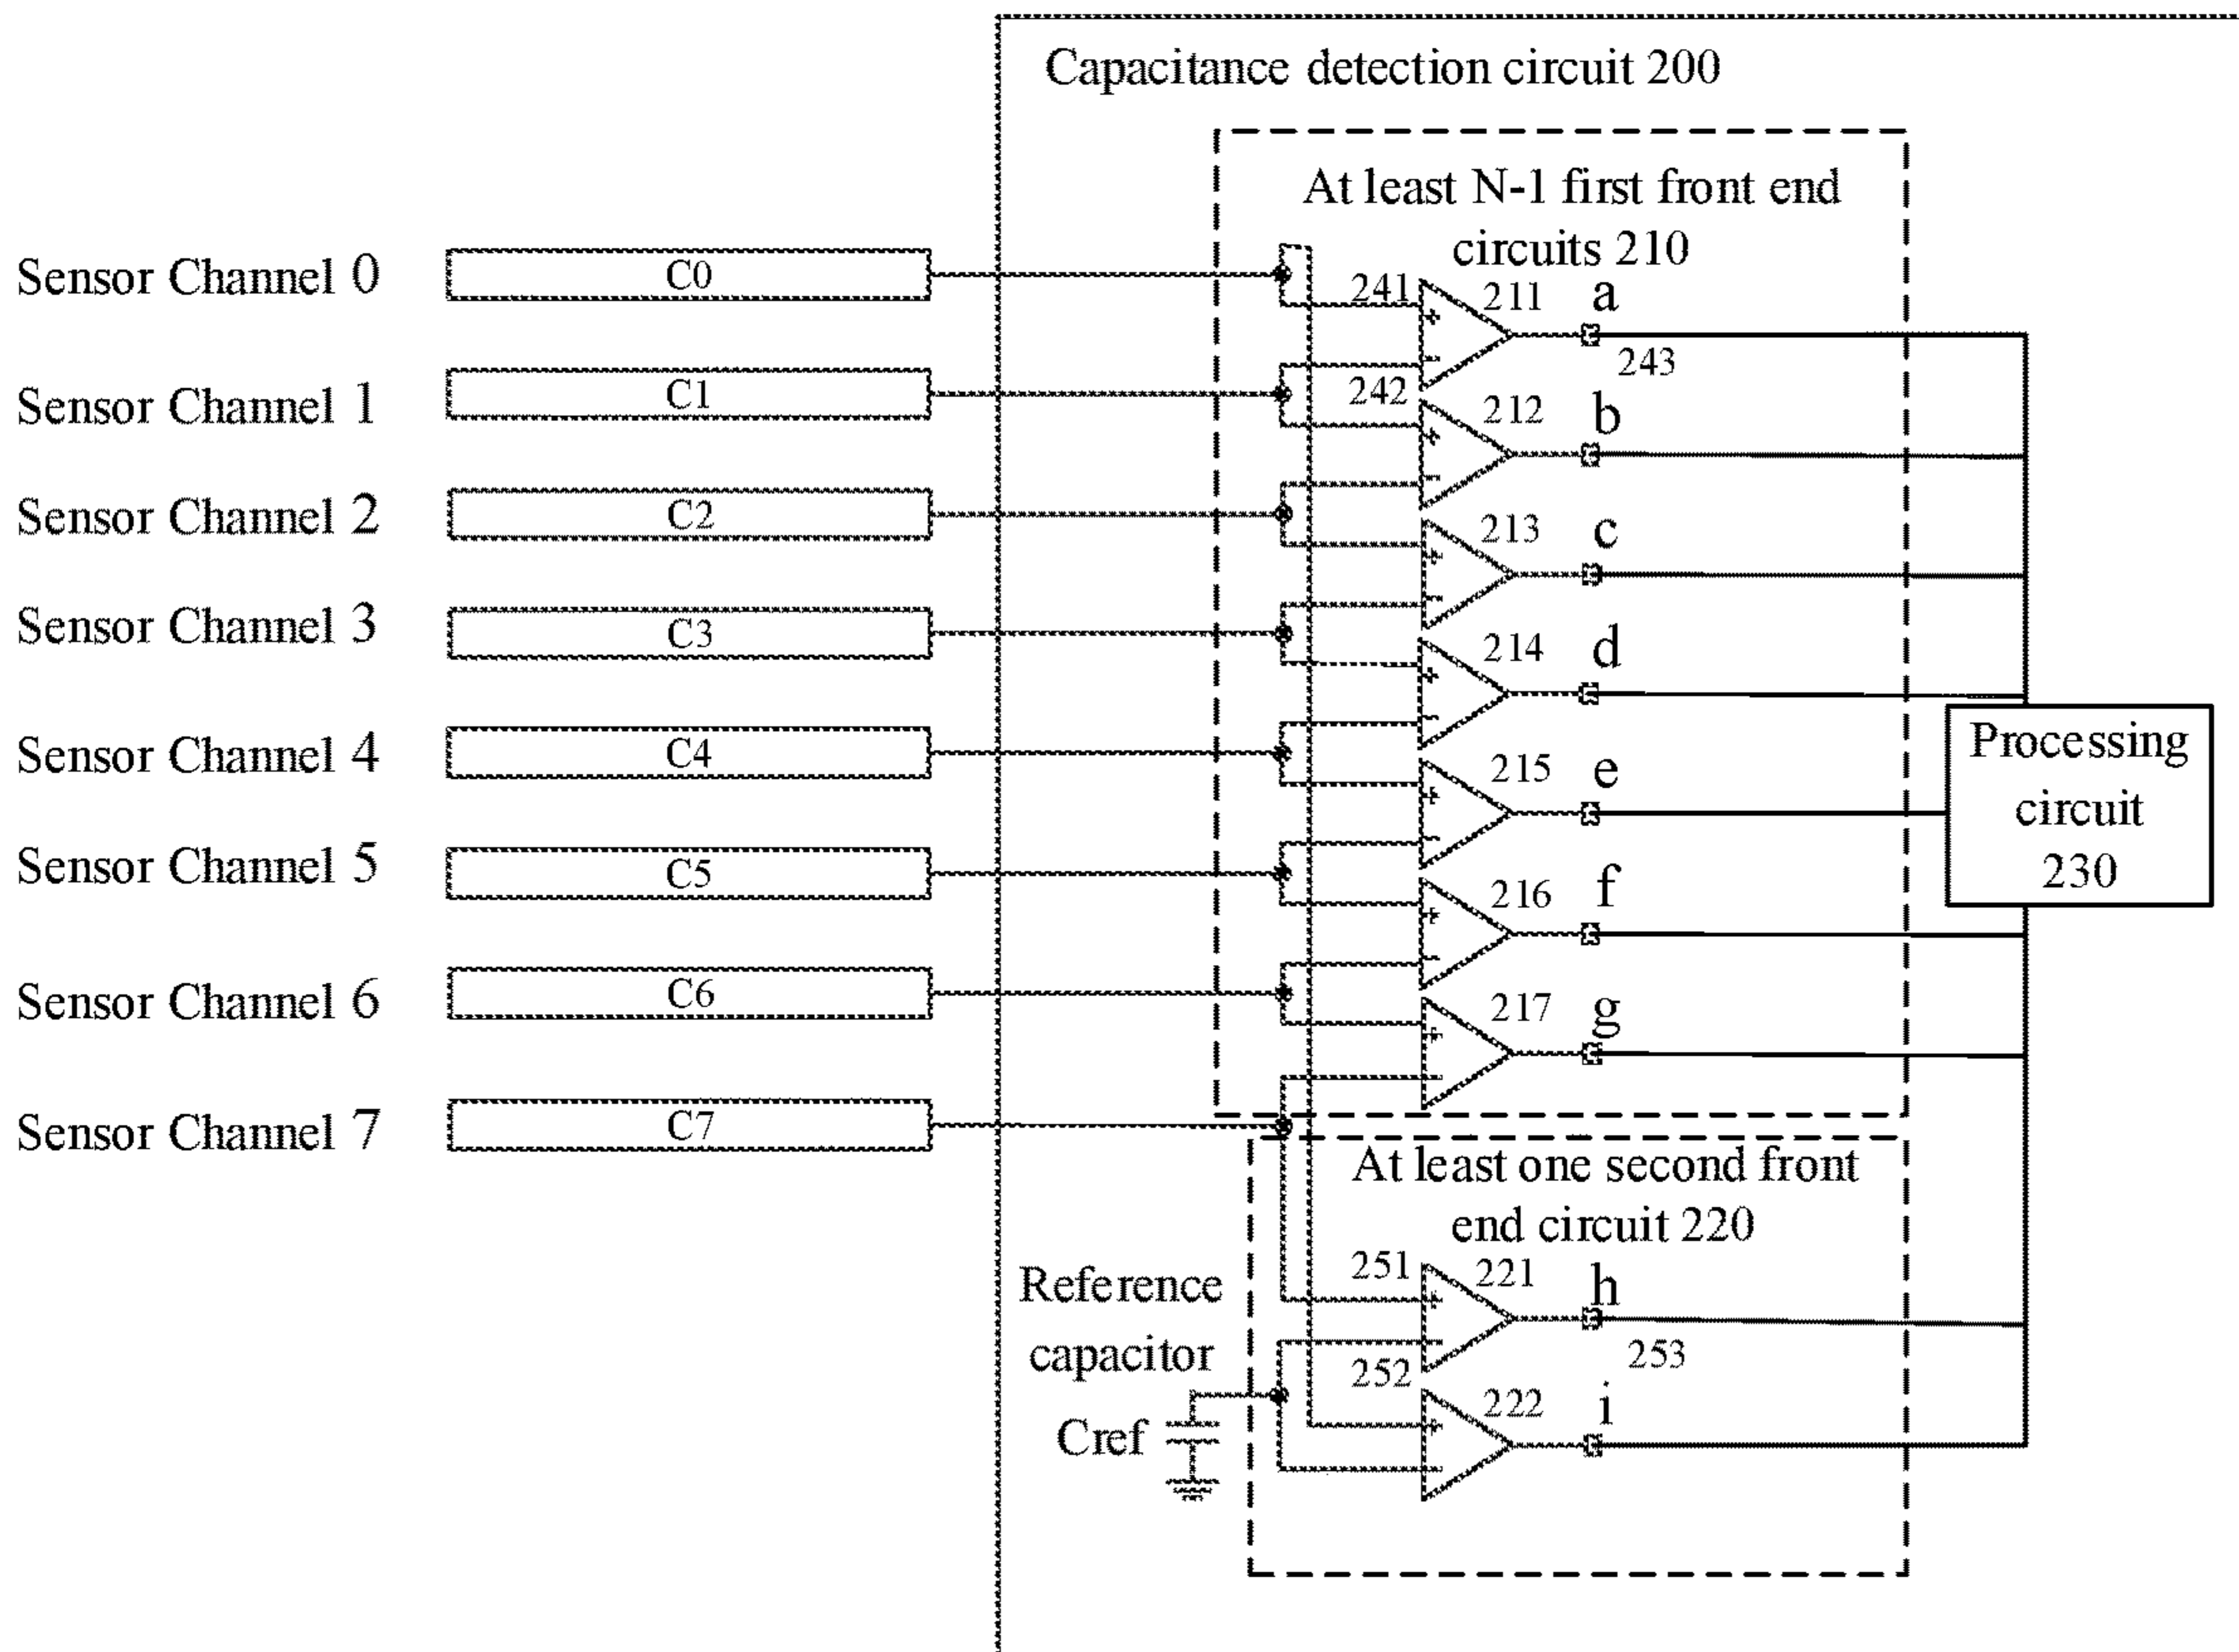 Capacitance detection circuit 200
At least N-1 first front end
circuits 210
Sensor Channel 0
C0
241
+
211
a
-
243
Sensor Channel 1
C1
242
+
212
b
-
Sensor Channel 2
C2
+
213
c
-
Sensor Channel 3
C3
+
214
d
-
Sensor Channel 4
C4
+
215
e
-
Processing
circuit
230
Sensor Channel 5
C5
+
216
f
-
Sensor Channel 6
C6
+
217
g
-
Sensor Channel 7
C7
At least one second front
end circuit 220
251
+
221
h
-
253
Reference
capacitor
Cref
252
+
222
i
-